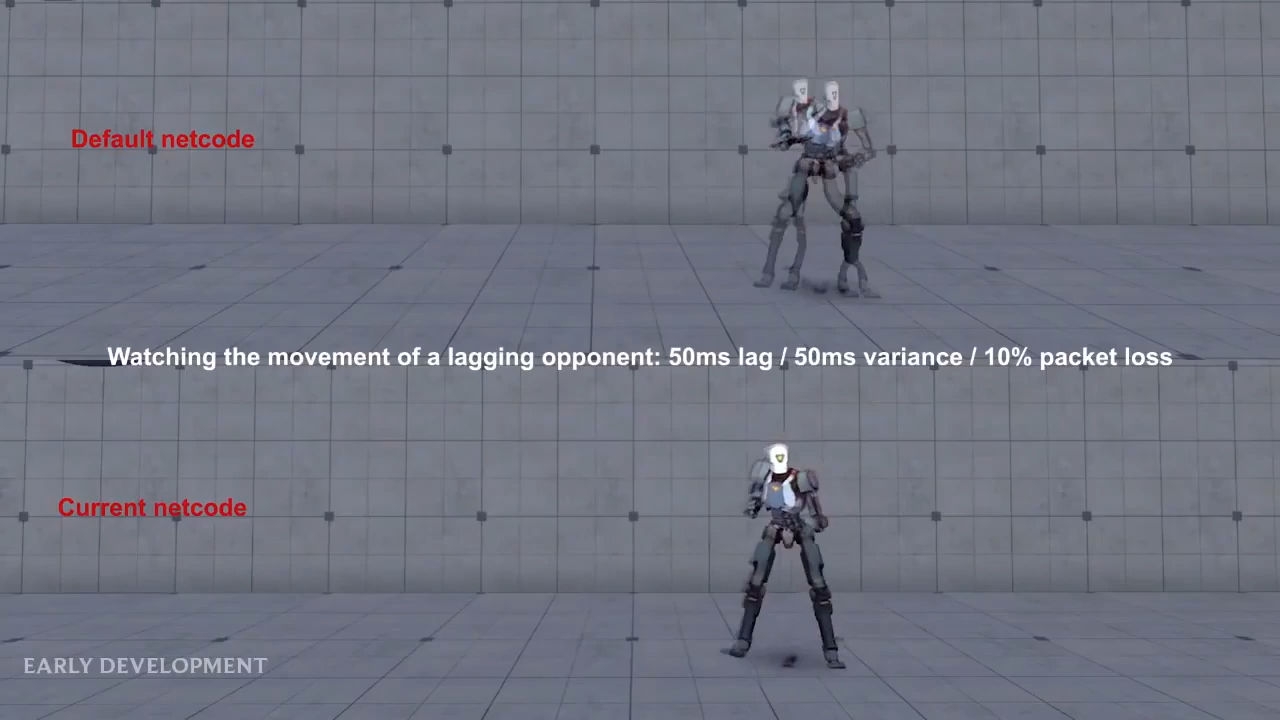 Default netcode
Watching the movement of a lagging opponent: 50ms lag / 50ms variance / 10% packet loss
Current netcode
EARLY DEVELOPMENT